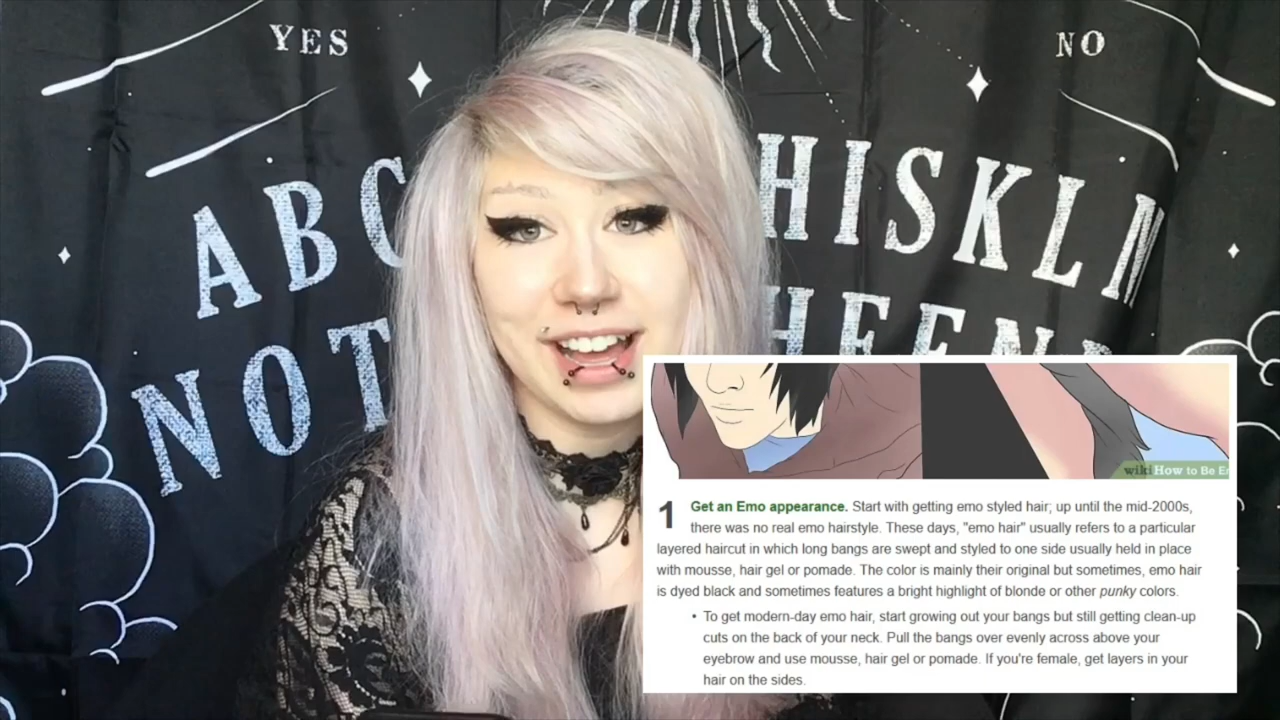 YES
NO
ABC HISKLM
NOT HEEN
wikiHow to Be E
1 Get an Emo appearance. Start with getting emo styled hair; up until the mid-2000s,
there was no real emo hairstyle. These days, "emo hair" usually refers to a particular
layered haircut in which long bangs are swept and styled to one side usually held in place
with mousse, hair gel or pomade. The color is mainly their original but sometimes, emo hair
is dyed black and sometimes features a bright highlight of blonde or other punky colors.
• To get modern-day emo hair, start growing out your bangs but still getting clean-up
cuts on the back of your neck. Pull the bangs over evenly across above your
eyebrow and use mousse, hair gel or pomade. If you're female, get layers in your
hair on the sides.